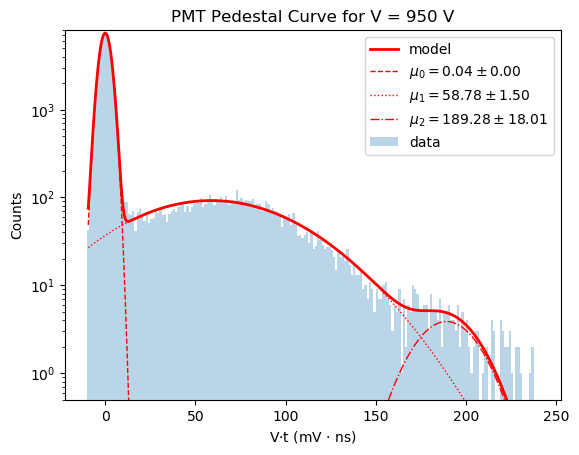 PMT Pedestal Curve for V = 950 V
model
μ₀ = 0.04 ± 0.00
μ₁ = 58.78 ± 1.50
μ₂ = 189.28 ± 18.01
data
Counts
10³
10²
10¹
10⁰
0 50 100 150 200 250
V·t (mV · ns)